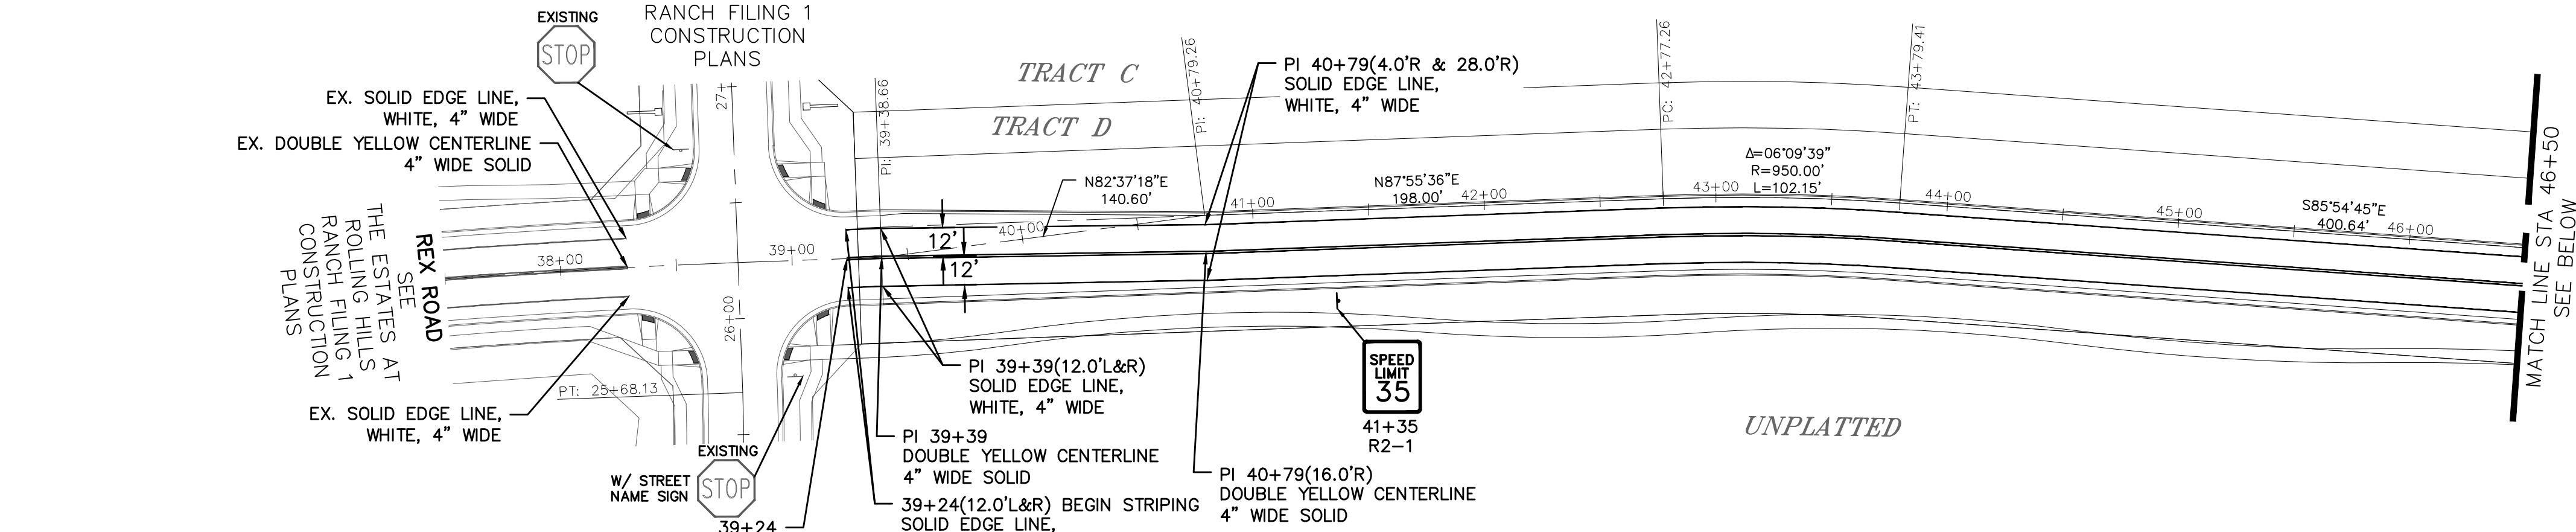 RANCH FILING 1
CONSTRUCTION
PLANS
EXISTING
STOP
EX. SOLID EDGE LINE,
WHITE, 4" WIDE
EX. DOUBLE YELLOW CENTERLINE
4" WIDE SOLID
27+
PI: 39+38.66
TRACT C
TRACT D
PI: 40+79.26
PI 40+79(4.0'R & 28.0'R)
SOLID EDGE LINE,
WHITE, 4" WIDE
PC: 42+77.26
PT: 43+79.41
Δ=06°09'39"
R=950.00'
L=102.15'
N82°37'18"E
140.60'
N87°55'36"E
198.00'
S85°54'45"E
400.64'
38+00
39+00
40+00
41+00
42+00
43+00
44+00
45+00
46+00
12'
12'
26+00
MATCH LINE STA 46+50
SEE BELOW
REX ROAD
SEE
THE ESTATES AT
ROLLING HILLS
RANCH FILING 1
CONSTRUCTION
PLANS
PT: 25+68.13
EX. SOLID EDGE LINE,
WHITE, 4" WIDE
EXISTING
STOP
W/ STREET
NAME SIGN
39+24
PI 39+39(12.0'L&R)
SOLID EDGE LINE,
WHITE, 4" WIDE
PI 39+39
DOUBLE YELLOW CENTERLINE
4" WIDE SOLID
39+24(12.0'L&R) BEGIN STRIPING
SOLID EDGE LINE,
PI 40+79(16.0'R)
DOUBLE YELLOW CENTERLINE
4" WIDE SOLID
SPEED
LIMIT
35
41+35
R2-1
UNPLATTED